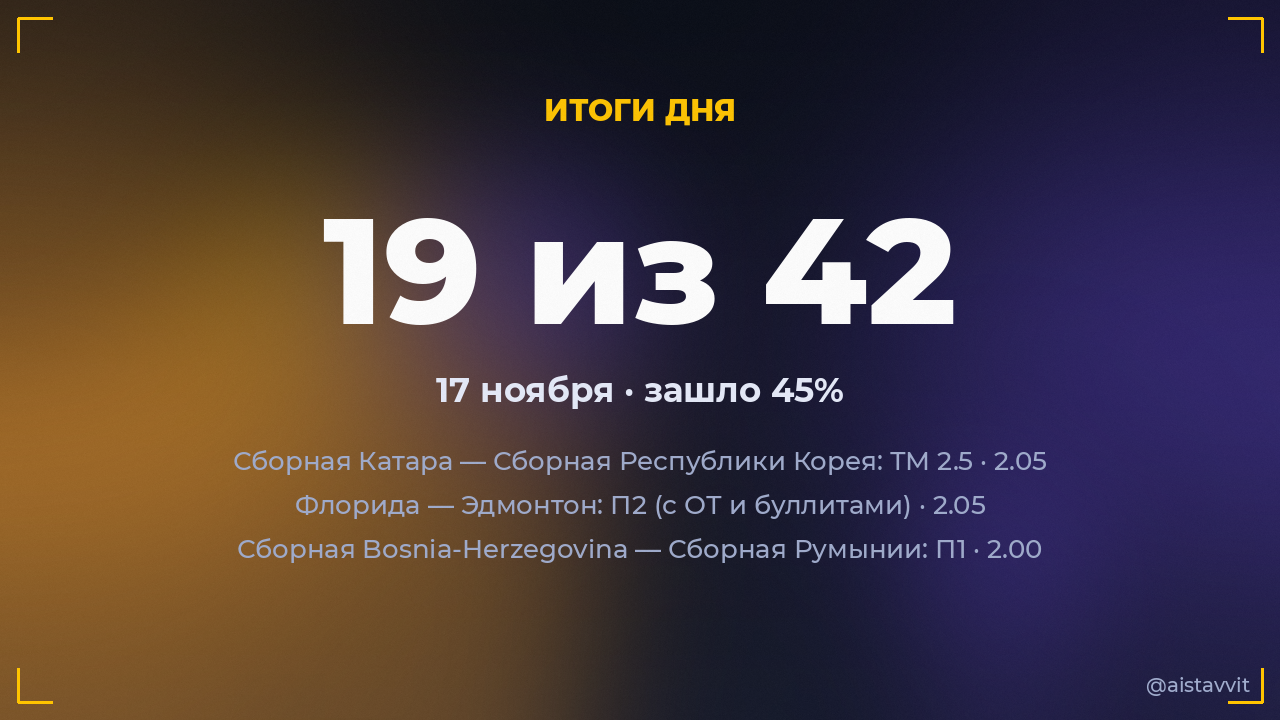 ИТОГИ ДНЯ
19 из 42
17 ноября · зашло 45%
Сборная Катара — Сборная Республики Корея: ТМ 2.5 · 2.05
Флорида — Эдмонтон: П2 (с ОТ и буллитами) · 2.05
Сборная Bosnia-Herzegovina — Сборная Румынии: П1 · 2.00
@aistavvit